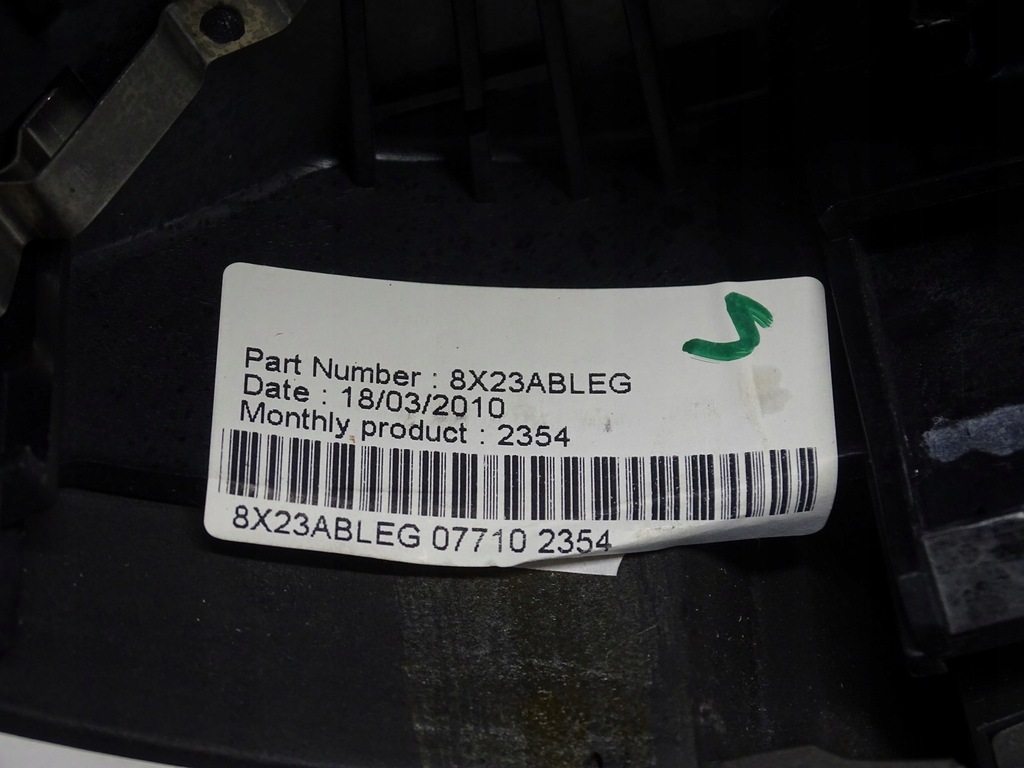 Part Number : 8X23ABLEG
Date : 18/03/2010
Monthly product : 2354
8X23ABLEG 07710 2354